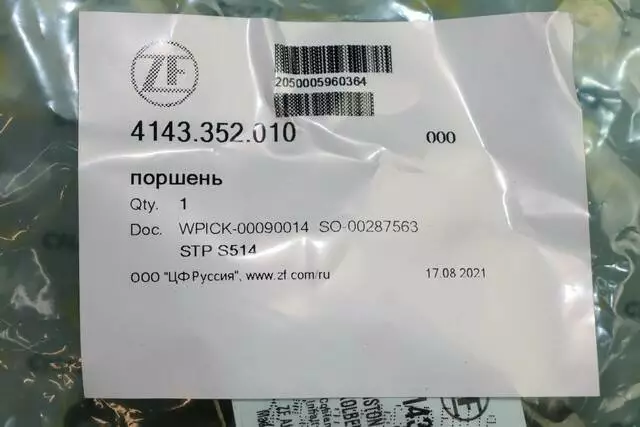 ZF
2050005960364
4143.352.010 000
поршень
Qty. 1
Doc. WPICK-00090014 SO-00287563
STP S514
ООО "ЦФ Руссия", www.zf.com/ru 17.08.2021
ZF